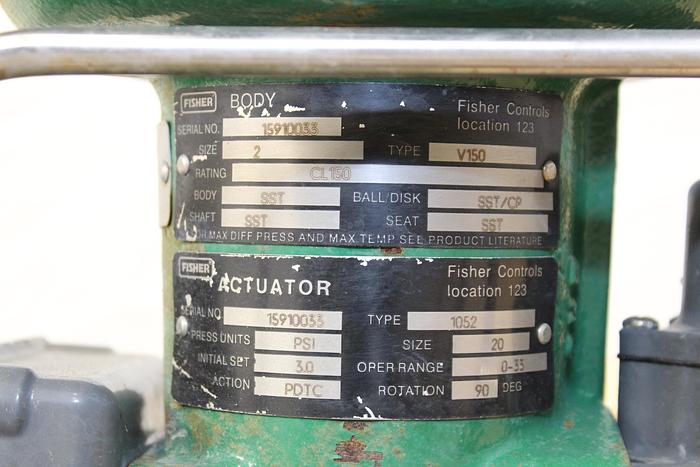 FISHER BODY Fisher Controls
location 123
SERIAL NO. 15910033
SIZE 2 TYPE V150
RATING CL150
BODY SST BALL/DISK SST/CP
SHAFT SST SEAT SST
MAX DIFF PRESS AND MAX TEMP SEE PRODUCT LITERATURE
FISHER ACTUATOR Fisher Controls
location 123
SERIAL NO 15910033 TYPE 1052
PRESS UNITS PSI SIZE 20
INITIAL SET 3.0 OPER RANGE 0-33
ACTION PDTC ROTATION 90 DEG